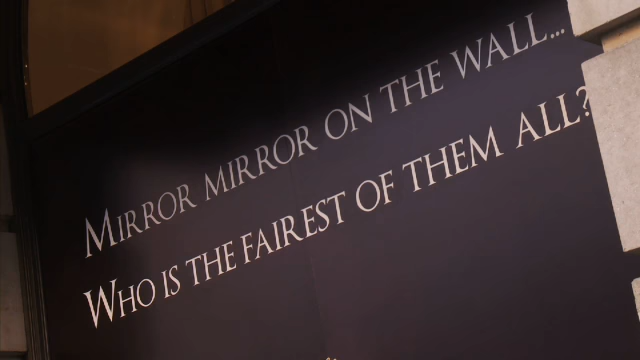 Mirror mirror on the wall...
Who is the fairest of them all?